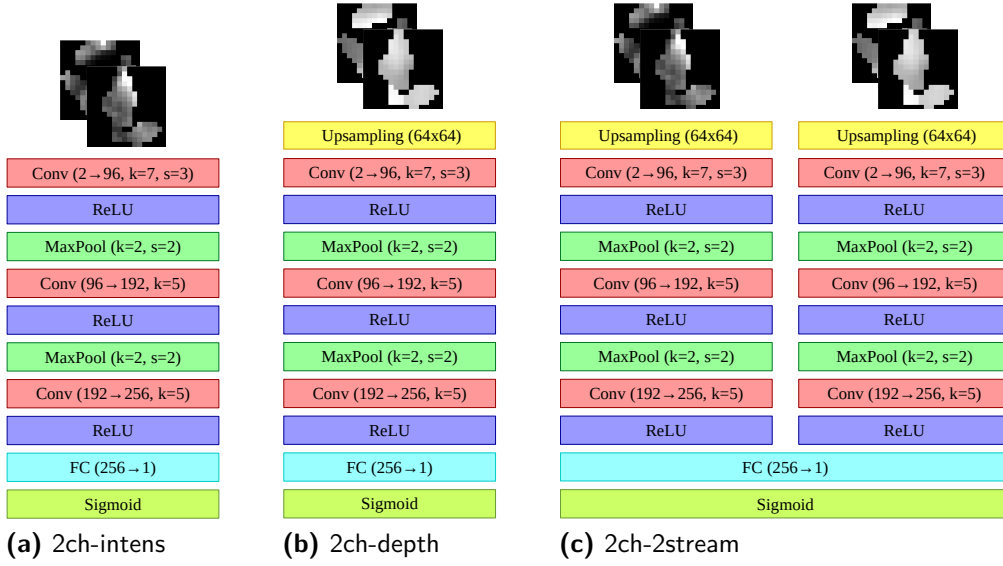 Conv (2→96, k=7, s=3)
ReLU
MaxPool (k=2, s=2)
Conv (96→192, k=5)
ReLU
MaxPool (k=2, s=2)
Conv (192→256, k=5)
ReLU
FC (256→1)
Sigmoid
(a) 2ch-intens
Upsampling (64x64)
Conv (2→96, k=7, s=3)
ReLU
MaxPool (k=2, s=2)
Conv (96→192, k=5)
ReLU
MaxPool (k=2, s=2)
Conv (192→256, k=5)
ReLU
FC (256→1)
Sigmoid
(b) 2ch-depth
Upsampling (64x64)
Conv (2→96, k=7, s=3)
ReLU
MaxPool (k=2, s=2)
Conv (96→192, k=5)
ReLU
MaxPool (k=2, s=2)
Conv (192→256, k=5)
ReLU
Upsampling (64x64)
Conv (2→96, k=7, s=3)
ReLU
MaxPool (k=2, s=2)
Conv (96→192, k=5)
ReLU
MaxPool (k=2, s=2)
Conv (192→256, k=5)
ReLU
FC (256→1)
Sigmoid
(c) 2ch-2stream